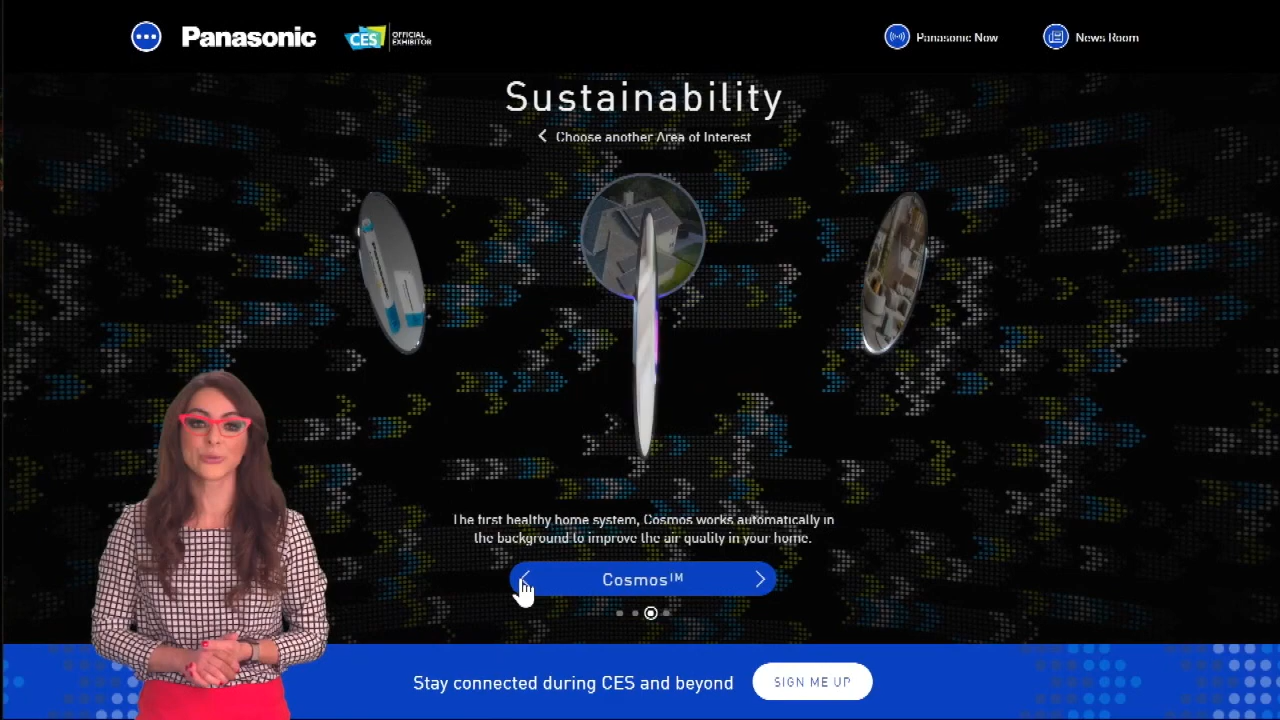 Panasonic
CES
OFFICIAL
EXHIBITOR
Panasonic Now
News Room
Sustainability
Choose another Area of Interest
The first healthy home system, Cosmos works automatically in
the background to improve the air quality in your home.
Cosmos™
Stay connected during CES and beyond
SIGN ME UP